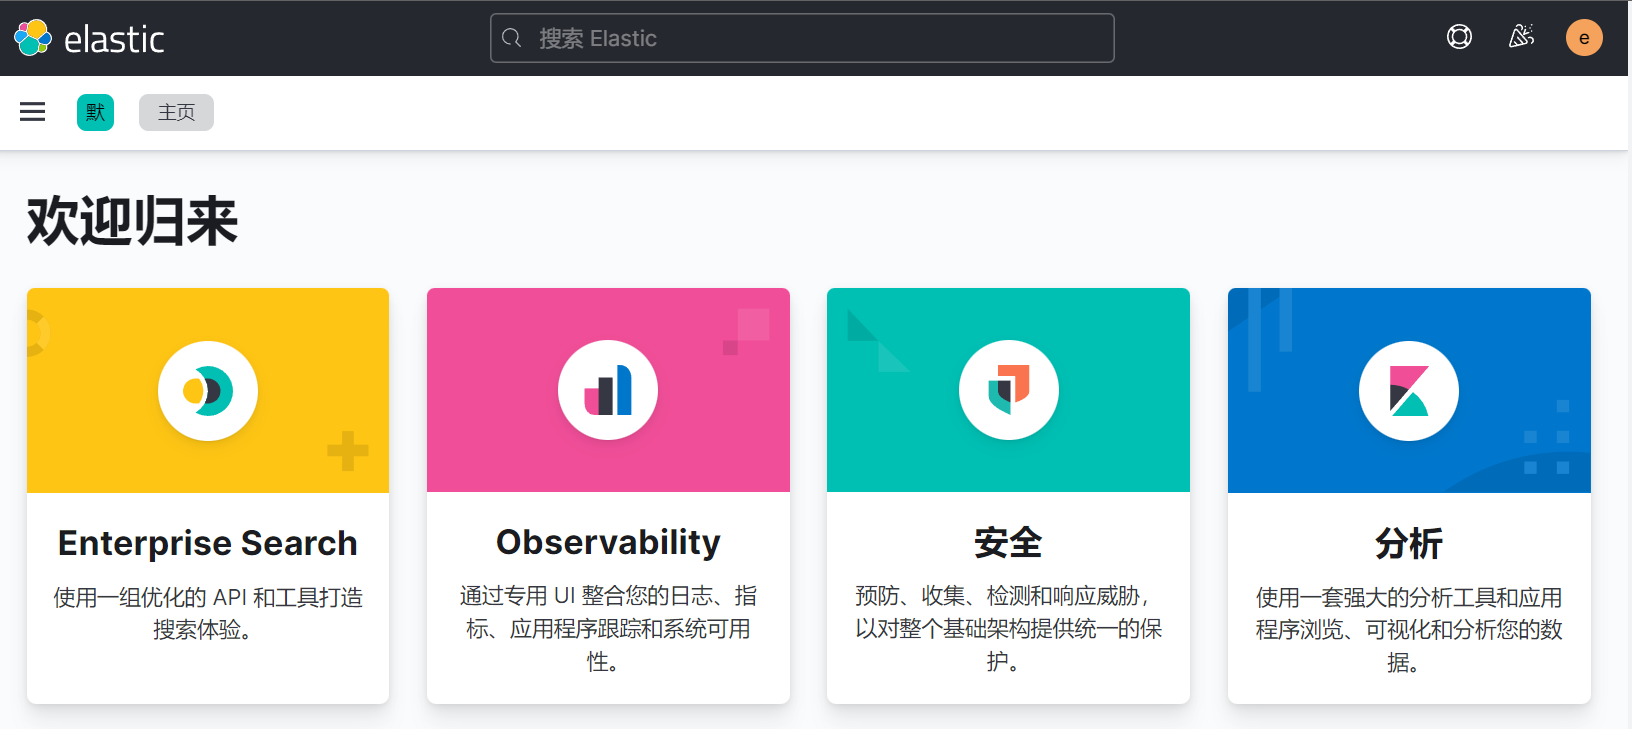 elastic
搜索 Elastic
e
默
主页
欢迎归来
Enterprise Search
使用一组优化的 API 和工具打造
搜索体验。
Observability
通过专用 UI 整合您的日志、指
标、应用程序跟踪和系统可用
性。
安全
预防、收集、检测和响应威胁，
以对整个基础架构提供统一的保
护。
分析
使用一套强大的分析工具和应用
程序浏览、可视化和分析您的数
据。